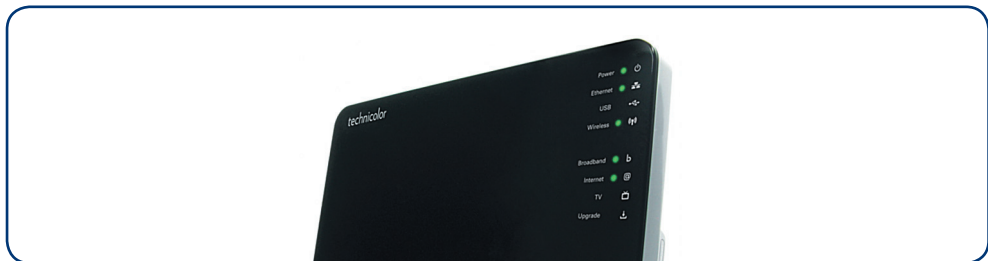 technicolor
Power
Ethernet
USB
Wireless
Broadband
Internet
TV
Upgrade